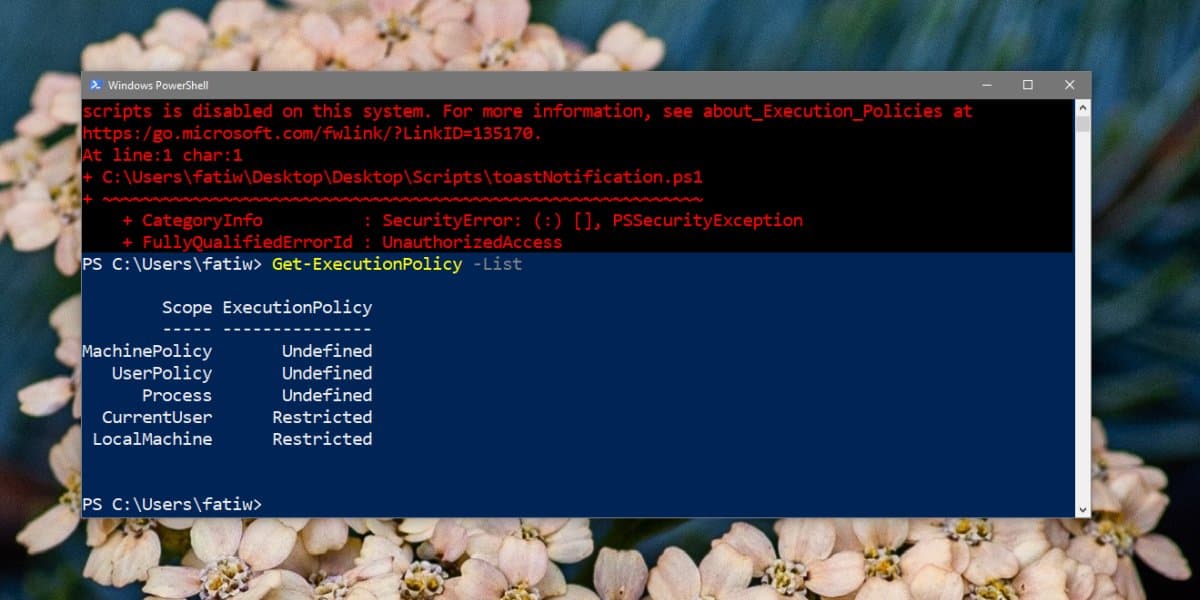 Windows PowerShell
scripts is disabled on this system. For more information, see about_Execution_Policies at
https:/go.microsoft.com/fwlink/?LinkID=135170.
At line:1 char:1
+ C:\Users\fatiw\Desktop\Desktop\Scripts\toastNotification.ps1
+ ~~~~~~~~~~~~~~~~~~~~~~~~~~~~~~~~~~~~~~~~~~~~~~~~~~~~~~~~~~~~
    + CategoryInfo          : SecurityError: (:) [], PSSecurityException
    + FullyQualifiedErrorId : UnauthorizedAccess
PS C:\Users\fatiw> Get-ExecutionPolicy -List
        Scope ExecutionPolicy
        ----- ---------------
MachinePolicy       Undefined
   UserPolicy       Undefined
      Process       Undefined
  CurrentUser      Restricted
 LocalMachine      Restricted
PS C:\Users\fatiw>